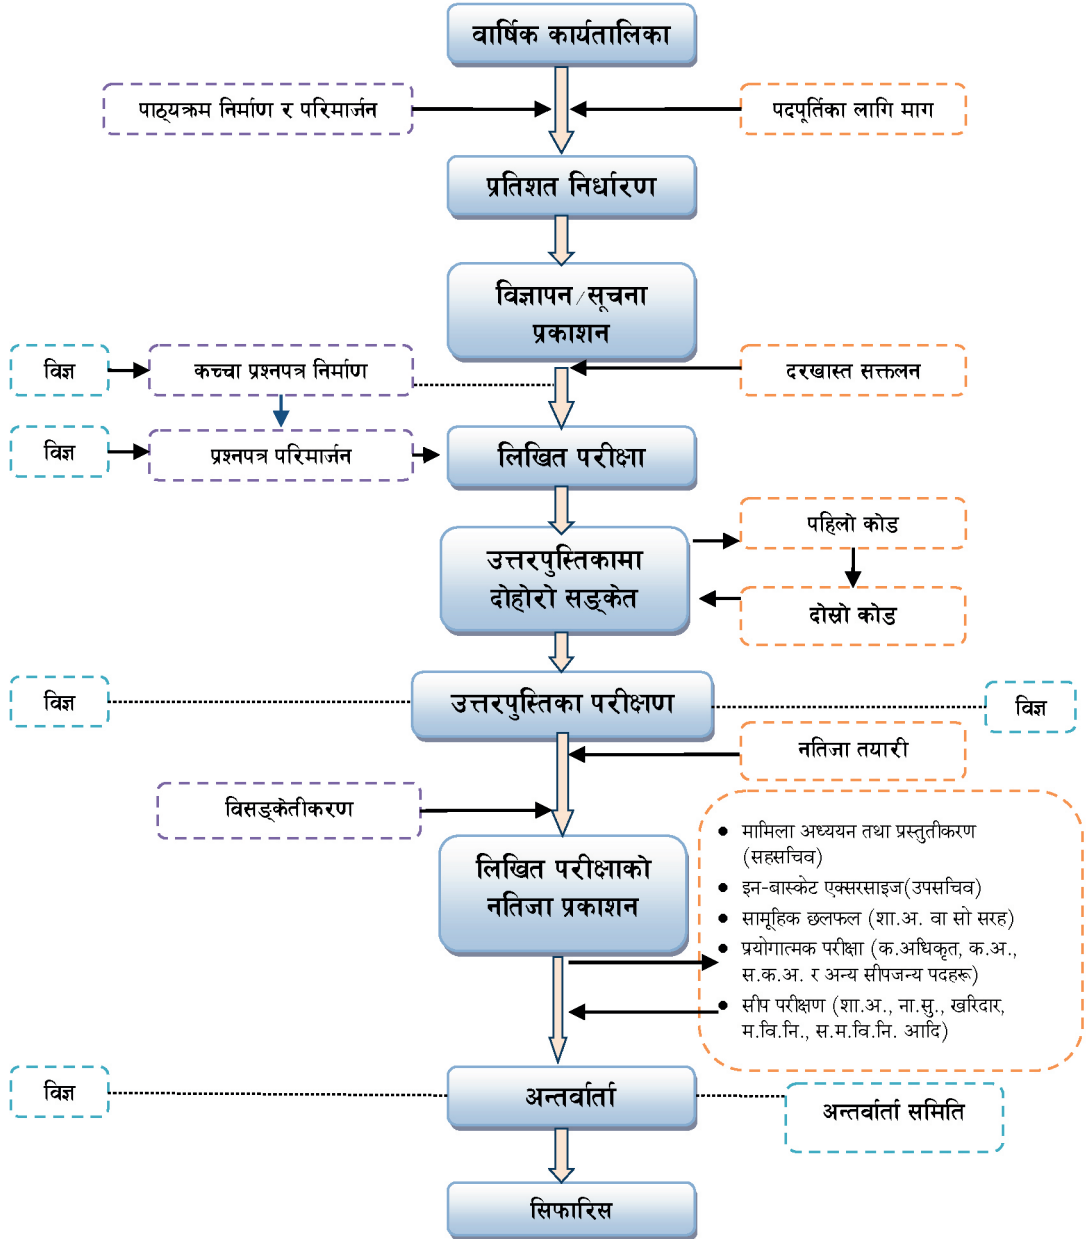 वार्षिक कार्यतालिका
पाठ्यक्रम निर्माण र परिमार्जन
पदपूर्तिका लागि माग
प्रतिशत निर्धारण
विज्ञापन/सूचना
प्रकाशन
विज्ञ
कच्चा प्रश्नपत्र निर्माण
दरखास्त सङ्कलन
विज्ञ
प्रश्नपत्र परिमार्जन
लिखित परीक्षा
उत्तरपुस्तिकामा
दोहोरो सङ्केत
पहिलो कोड
दोस्रो कोड
विज्ञ
उत्तरपुस्तिका परीक्षण
विज्ञ
नतिजा तयारी
विसङ्केतीकरण
लिखित परीक्षाको
नतिजा प्रकाशन
• मामिला अध्ययन तथा प्रस्तुतीकरण
(सहसचिव)
• इन-बास्केट एक्सरसाइज(उपसचिव)
• सामूहिक छलफल (शा.अ. वा सो सरह)
• प्रयोगात्मक परीक्षा (क.अधिकृत, क.अ.,
स.क.अ. र अन्य सीपजन्य पदहरू)
• सीप परीक्षण (शा.अ., ना.सु., खरिदार,
म.वि.नि., स.म.वि.नि. आदि)
विज्ञ
अन्तर्वार्ता
अन्तर्वार्ता समिति
सिफारिस